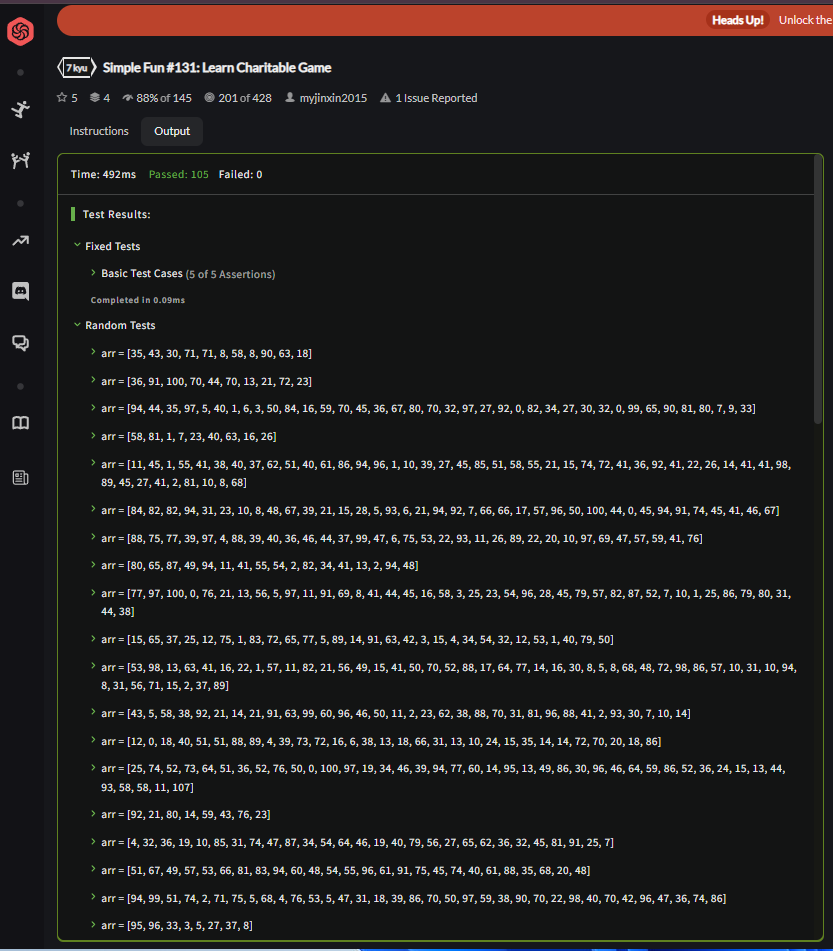 Heads Up! Unlock the
7 kyu Simple Fun #131: Learn Charitable Game
5 4 88% of 145 201 of 428 myjinxin2015 1 Issue Reported
Instructions Output
Time: 492ms Passed: 105 Failed: 0
Test Results:
Fixed Tests
Basic Test Cases (5 of 5 Assertions)
Completed in 0.09ms
Random Tests
arr = [35, 43, 30, 71, 71, 8, 58, 8, 90, 63, 18]
arr = [36, 91, 100, 70, 44, 70, 13, 21, 72, 23]
arr = [94, 44, 35, 97, 5, 40, 1, 6, 3, 50, 84, 16, 59, 70, 45, 36, 67, 80, 70, 32, 97, 27, 92, 0, 82, 34, 27, 30, 32, 0, 99, 65, 90, 81, 80, 7, 9, 33]
arr = [58, 81, 1, 7, 23, 40, 63, 16, 26]
arr = [11, 45, 1, 55, 41, 38, 40, 37, 62, 51, 40, 61, 86, 94, 96, 1, 10, 39, 27, 45, 85, 51, 58, 55, 21, 15, 74, 72, 41, 36, 92, 41, 22, 26, 14, 41, 41, 98,
89, 45, 27, 41, 2, 81, 10, 8, 68]
arr = [84, 82, 82, 94, 31, 23, 10, 8, 48, 67, 39, 21, 15, 28, 5, 93, 6, 21, 94, 92, 7, 66, 66, 17, 57, 96, 50, 100, 44, 0, 45, 94, 91, 74, 45, 41, 46, 67]
arr = [88, 75, 77, 39, 97, 4, 88, 39, 40, 36, 46, 44, 37, 99, 47, 6, 75, 53, 22, 93, 11, 26, 89, 22, 20, 10, 97, 69, 47, 57, 59, 41, 76]
arr = [80, 65, 87, 49, 94, 11, 41, 55, 54, 2, 82, 34, 41, 13, 2, 94, 48]
arr = [77, 97, 100, 0, 76, 21, 13, 56, 5, 97, 11, 91, 69, 8, 41, 44, 45, 16, 58, 3, 25, 23, 54, 96, 28, 45, 79, 57, 82, 87, 52, 7, 10, 1, 25, 86, 79, 80, 31,
44, 38]
arr = [15, 65, 37, 25, 12, 75, 1, 83, 72, 65, 77, 5, 89, 14, 91, 63, 42, 3, 15, 4, 34, 54, 32, 12, 53, 1, 40, 79, 50]
arr = [53, 98, 13, 63, 41, 16, 22, 1, 57, 11, 82, 21, 56, 49, 15, 41, 50, 70, 52, 88, 17, 64, 77, 14, 16, 30, 8, 5, 8, 68, 48, 72, 98, 86, 57, 10, 31, 10, 94,
8, 31, 56, 71, 15, 2, 37, 89]
arr = [43, 5, 58, 38, 92, 21, 14, 21, 91, 63, 99, 60, 96, 46, 50, 11, 2, 23, 62, 38, 88, 70, 31, 81, 96, 88, 41, 2, 93, 30, 7, 10, 14]
arr = [12, 0, 18, 40, 51, 51, 88, 89, 4, 39, 73, 72, 16, 6, 38, 13, 18, 66, 31, 13, 10, 24, 15, 35, 14, 14, 72, 70, 20, 18, 86]
arr = [25, 74, 52, 73, 64, 51, 36, 52, 76, 50, 0, 100, 97, 19, 34, 46, 39, 94, 77, 60, 14, 95, 13, 49, 86, 30, 96, 46, 64, 59, 86, 52, 36, 24, 15, 13, 44,
93, 58, 58, 11, 107]
arr = [92, 21, 80, 14, 59, 43, 76, 23]
arr = [4, 32, 36, 19, 10, 85, 31, 74, 47, 87, 34, 54, 64, 46, 19, 40, 79, 56, 27, 65, 62, 36, 32, 45, 81, 91, 25, 7]
arr = [51, 67, 49, 57, 53, 66, 81, 83, 94, 60, 48, 54, 55, 96, 61, 91, 75, 45, 74, 40, 61, 88, 35, 68, 20, 48]
arr = [94, 99, 51, 74, 2, 71, 75, 5, 68, 4, 76, 53, 5, 47, 31, 18, 39, 86, 70, 50, 97, 59, 38, 90, 70, 22, 98, 40, 70, 42, 96, 47, 36, 74, 86]
arr = [95, 96, 33, 3, 5, 27, 37, 8]